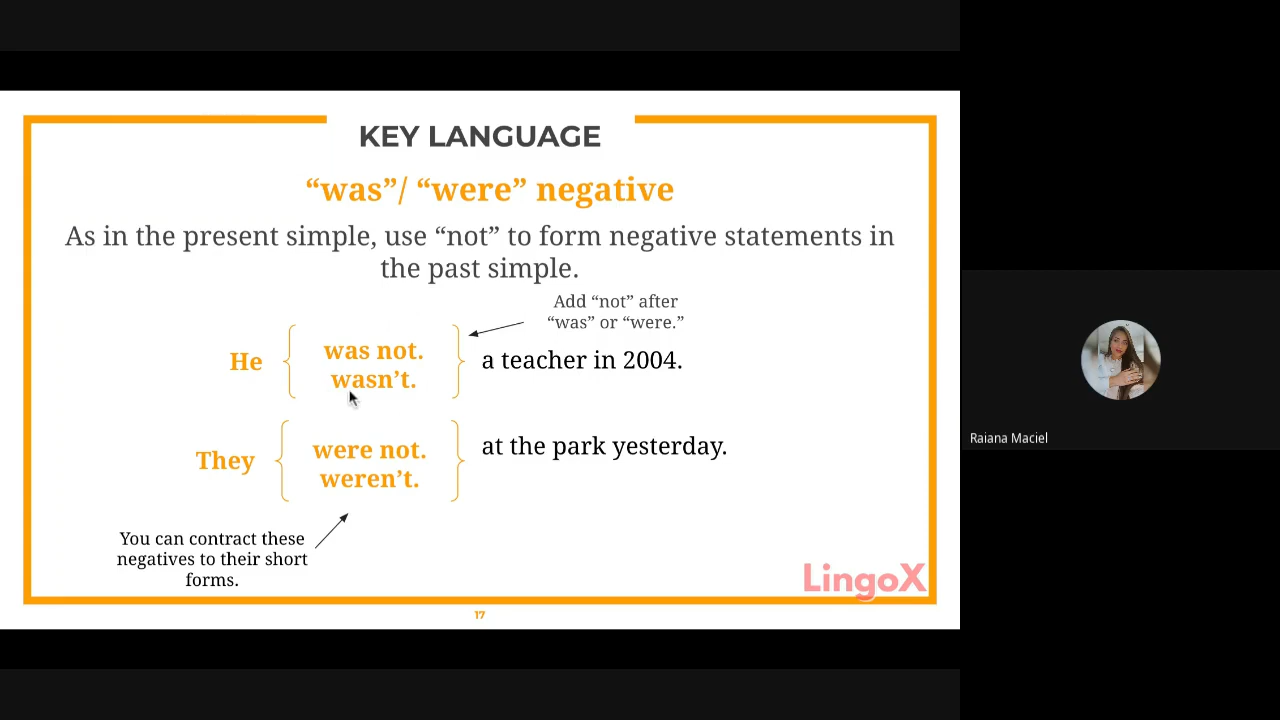 KEY LANGUAGE
“was”/ “were” negative
As in the present simple, use “not” to form negative statements in
the past simple.
Add “not” after
“was” or “were.”
He
was not.
wasn’t.
a teacher in 2004.
They
were not.
weren’t.
at the park yesterday.
You can contract these
negatives to their short
forms.
LingoX
17
Raiana Maciel